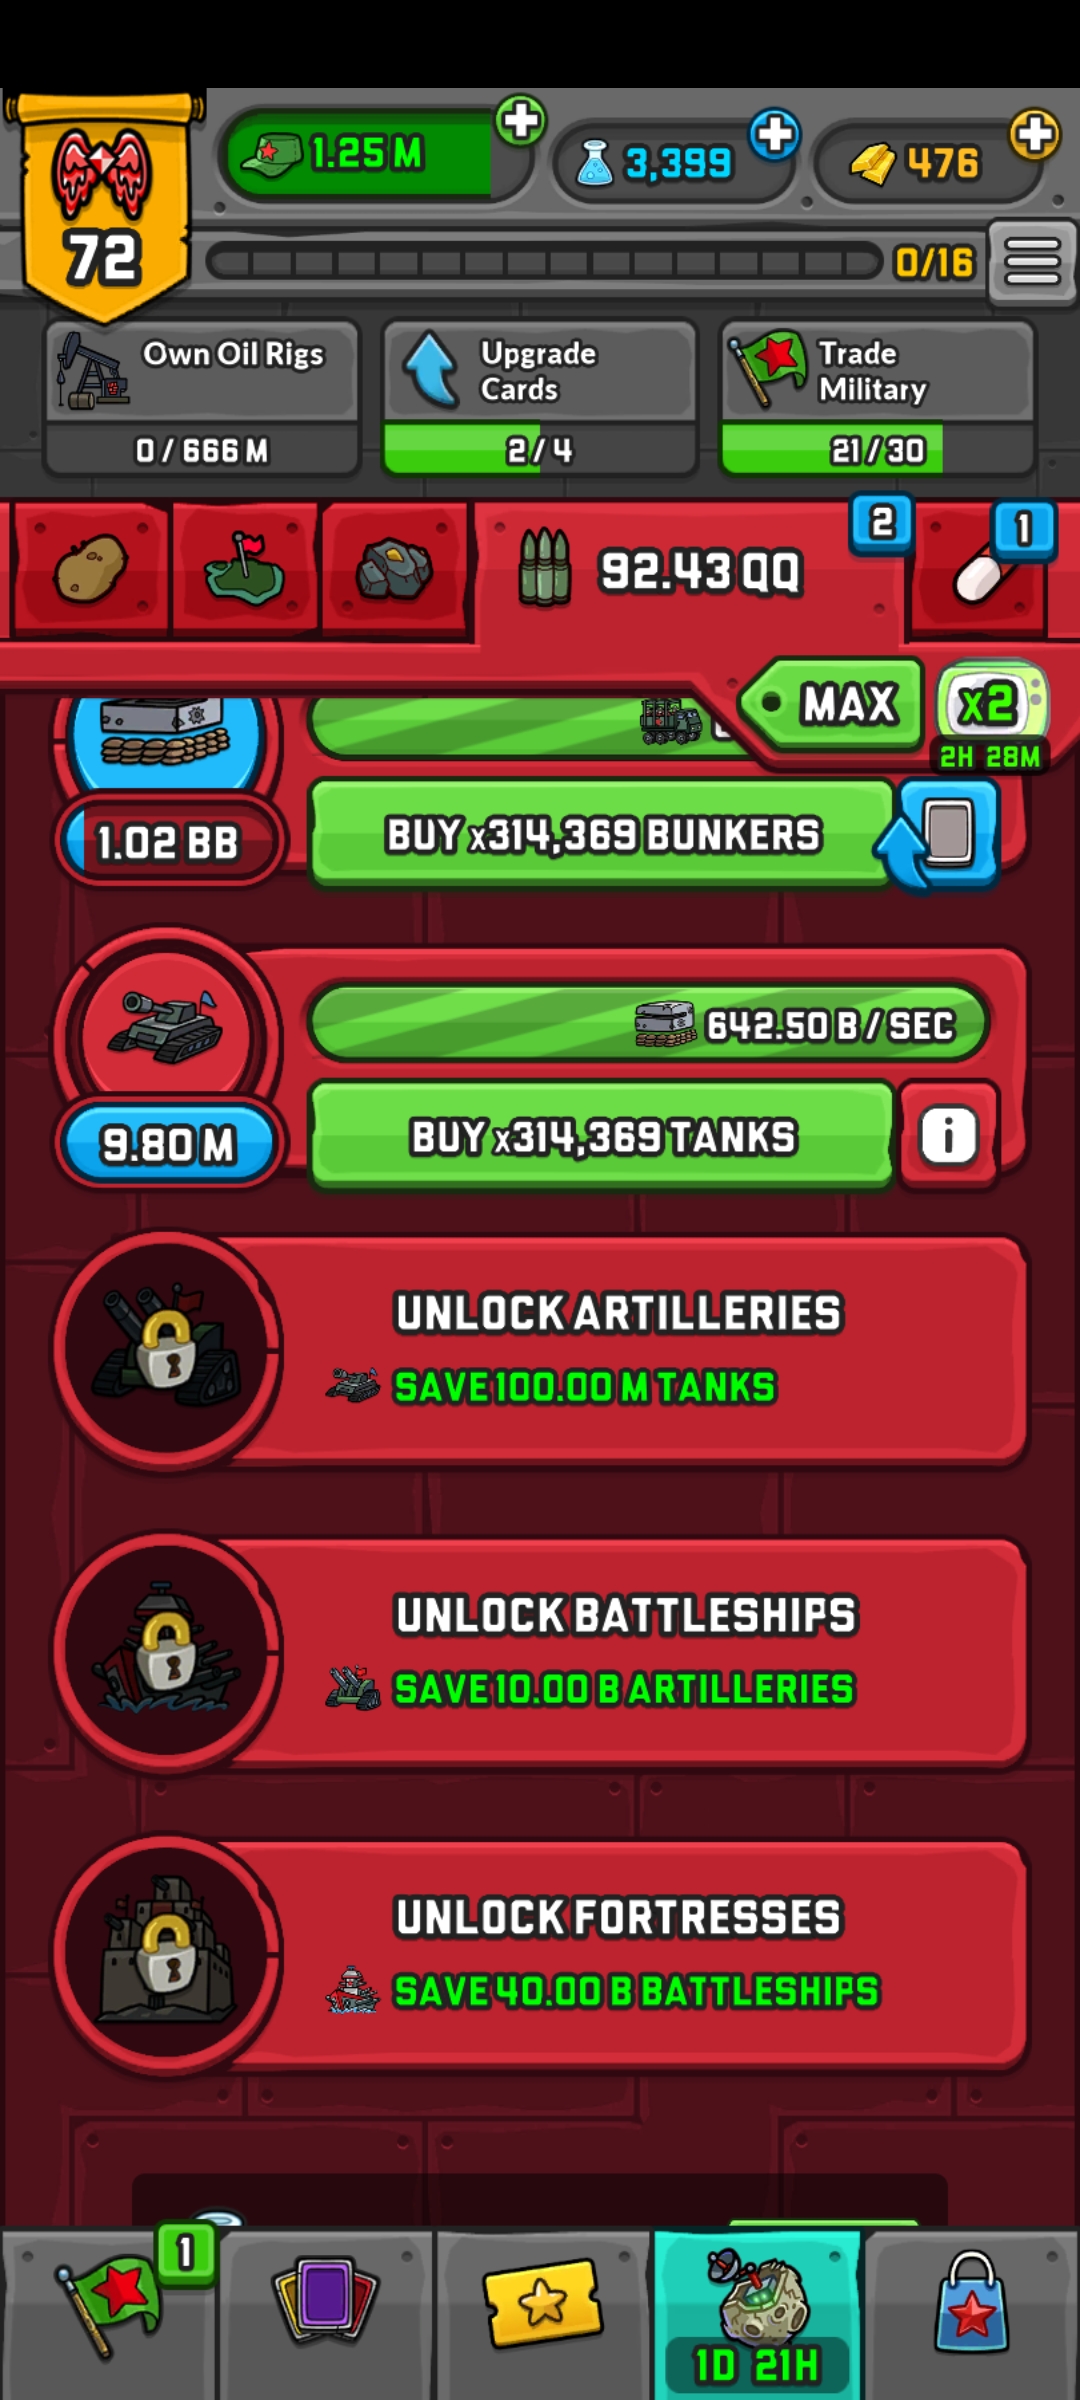 1.25 M
3,399
476
72
0/16
Own Oil Rigs
Upgrade
Cards
Trade
Military
0 / 666 M
2 / 4
21 / 30
92.43 QQ
2
1
MAX
x2
2H 28M
1.02 BB
BUY x314,369 BUNKERS
642.50 B / SEC
9.80 M
BUY x314,369 TANKS
i
UNLOCK ARTILLERIES
SAVE 100.00 M TANKS
UNLOCK BATTLESHIPS
SAVE 10.00 B ARTILLERIES
UNLOCK FORTRESSES
SAVE 40.00 B BATTLESHIPS
1
1D 21H